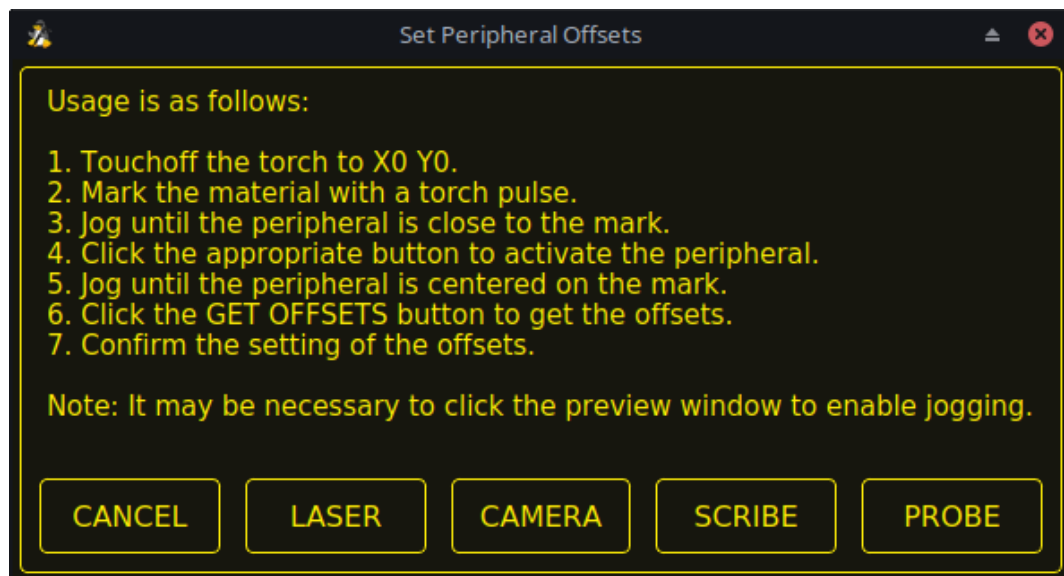 Set Peripheral Offsets
Usage is as follows:
1. Touchoff the torch to X0 Y0.
2. Mark the material with a torch pulse.
3. Jog until the peripheral is close to the mark.
4. Click the appropriate button to activate the peripheral.
5. Jog until the peripheral is centered on the mark.
6. Click the GET OFFSETS button to get the offsets.
7. Confirm the setting of the offsets.
Note: It may be necessary to click the preview window to enable jogging.
CANCEL LASER CAMERA SCRIBE PROBE